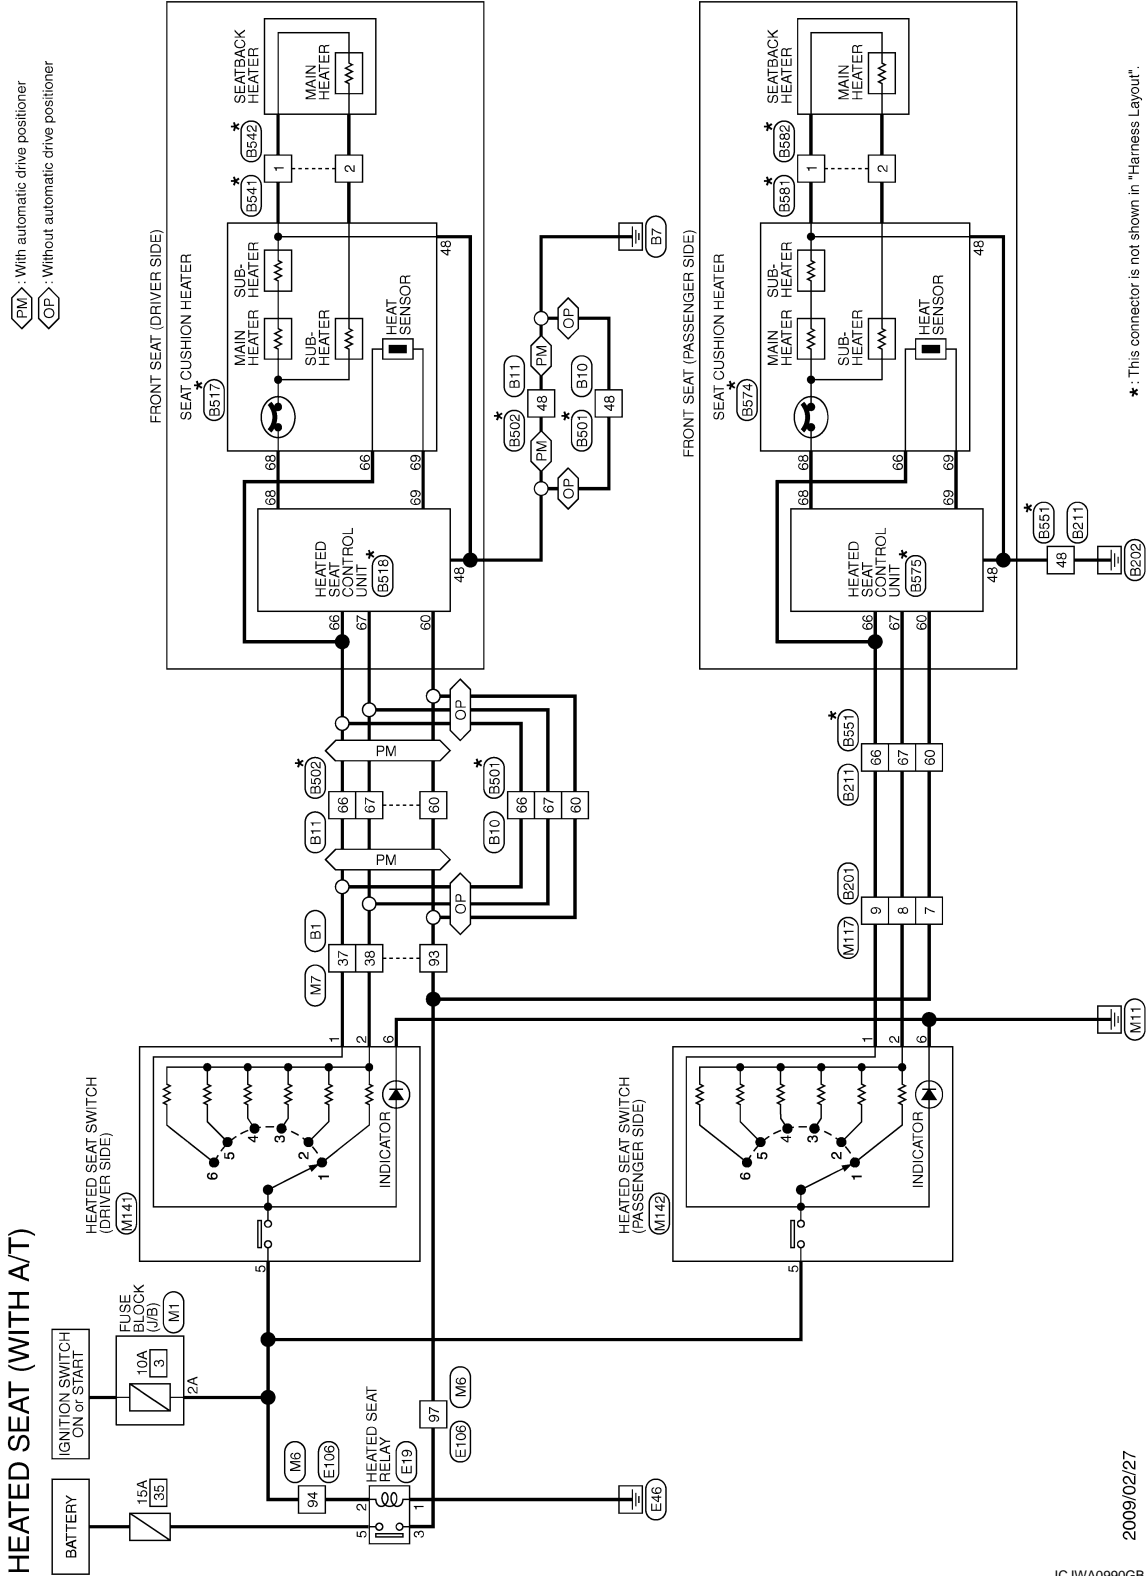 HEATED SEAT (WITH A/T)
PM : With automatic drive positioner
OP : Without automatic drive positioner
BATTERY
15A
35
IGNITION SWITCH
ON or START
10A
3
FUSE
BLOCK
(J/B)
M1
2A
94
M6
E106
HEATED SEAT
RELAY
E19
5
2
3
1
97
M6
E106
E46
HEATED SEAT SWITCH
(DRIVER SIDE)
M141
5
6
5
4
3
2
1
INDICATOR
1
2
6
M7
B1
37
38
93
PM
OP
B11
B502
*
66
67
60
B10
B501
*
66
67
60
PM
OP
FRONT SEAT (DRIVER SIDE)
66
67
60
HEATED
SEAT
CONTROL
UNIT
B518
*
48
68
69
68
66
69
SEAT CUSHION HEATER
B517
*
MAIN
HEATER
SUB-
HEATER
SUB-
HEATER
HEAT
SENSOR
48
B541
*
B542
*
1
2
SEATBACK
HEATER
MAIN
HEATER
OP
PM
B502
*
B11
48
B501
*
B10
48
PM
OP
B7
HEATED SEAT SWITCH
(PASSENGER SIDE)
M142
5
6
5
4
3
2
1
INDICATOR
1
2
6
M11
M117
B201
9
8
7
B211
B551
*
66
67
60
FRONT SEAT (PASSENGER SIDE)
66
67
60
HEATED
SEAT
CONTROL
UNIT
B575
*
48
68
69
68
66
69
SEAT CUSHION HEATER
B574
*
MAIN
HEATER
SUB-
HEATER
SUB-
HEATER
HEAT
SENSOR
48
B581
*
B582
*
1
2
SEATBACK
HEATER
MAIN
HEATER
B551
*
B211
48
B202
* : This connector is not shown in "Harness Layout".
2009/02/27